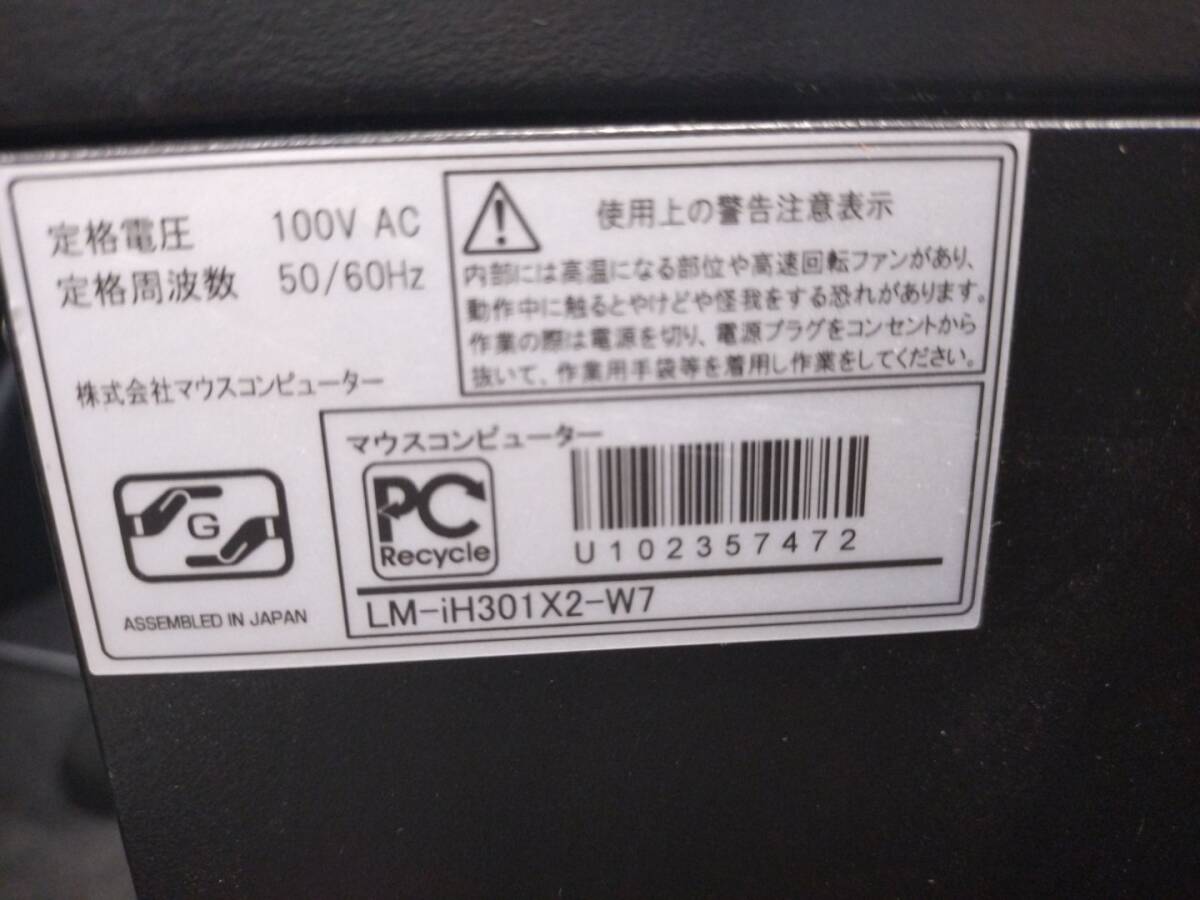 定格電圧 100V AC
定格周波数 50/60Hz
株式会社マウスコンピューター
使用上の警告注意表示
内部には高温になる部位や高速回転ファンがあり、
動作中に触るとやけどや怪我をする恐れがあります。
作業の際は電源を切り、電源プラグをコンセントから
抜いて、作業用手袋等を着用し作業をしてください。
マウスコンピューター
PC
Recycle
U102357472
LM-iH301X2-W7
G
ASSEMBLED IN JAPAN